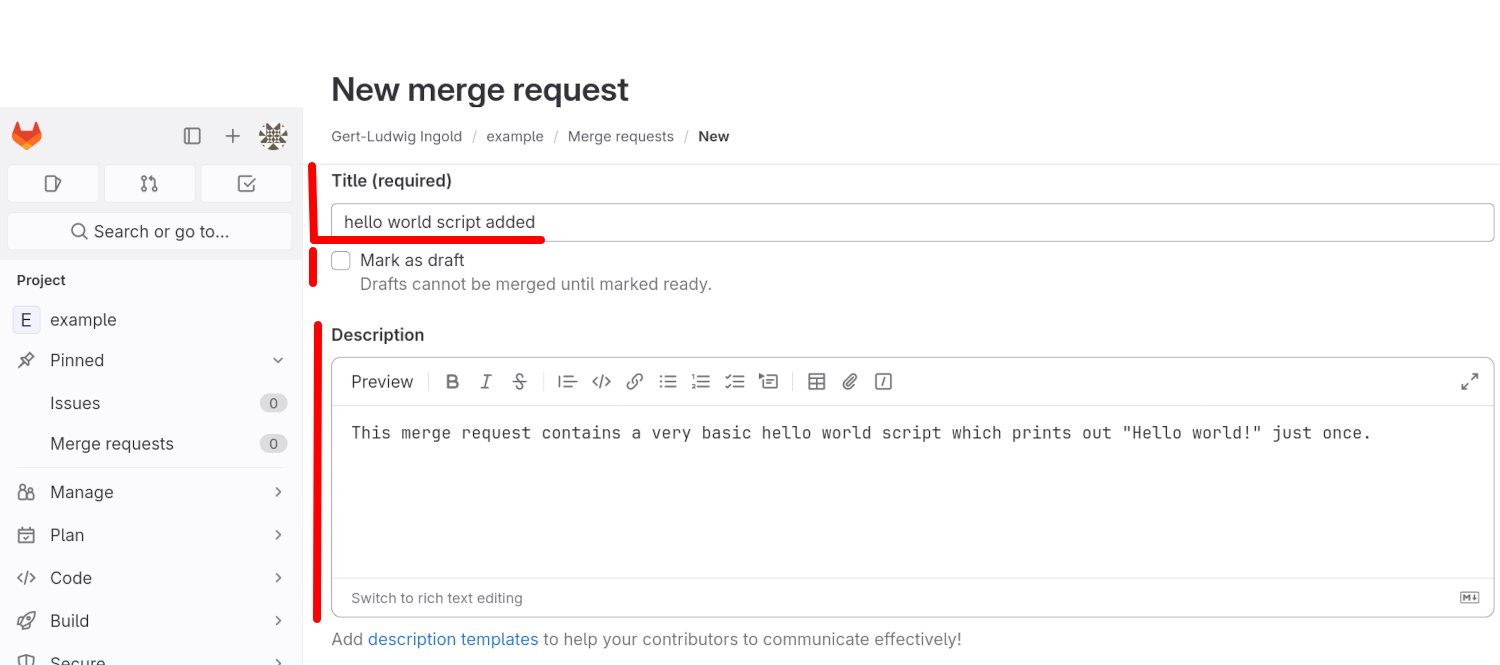 New merge request
Gert-Ludwig Ingold / example / Merge requests / New
Search or go to...
Project
E example
Pinned
Issues 0
Merge requests 0
Manage
Plan
Code
Build
Secure
Title (required)
hello world script added
Mark as draft
Drafts cannot be merged until marked ready.
Description
Preview
This merge request contains a very basic hello world script which prints out "Hello world!" just once.
Switch to rich text editing
Add description templates to help your contributors to communicate effectively!